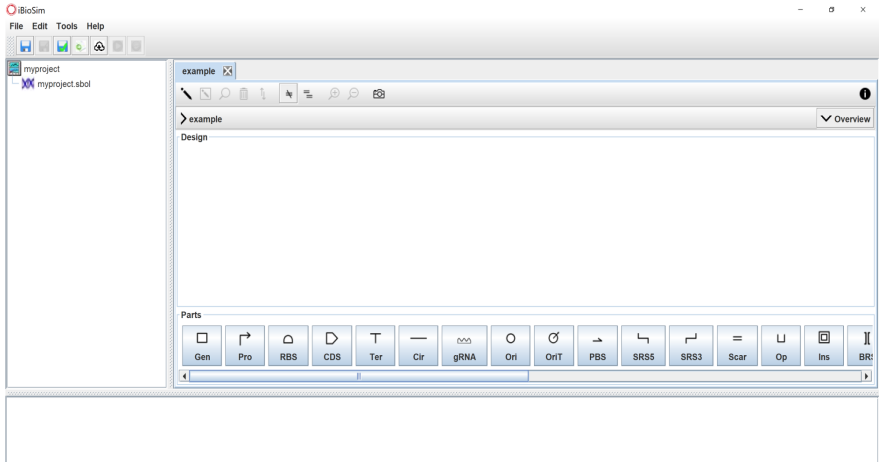 iBioSim
File Edit Tools Help
myproject
myproject.sbol
example
example
Overview
Design
Parts
Gen Pro RBS CDS Ter Cir gRNA Ori OriT PBS SRS5 SRS3 Scar Op Ins